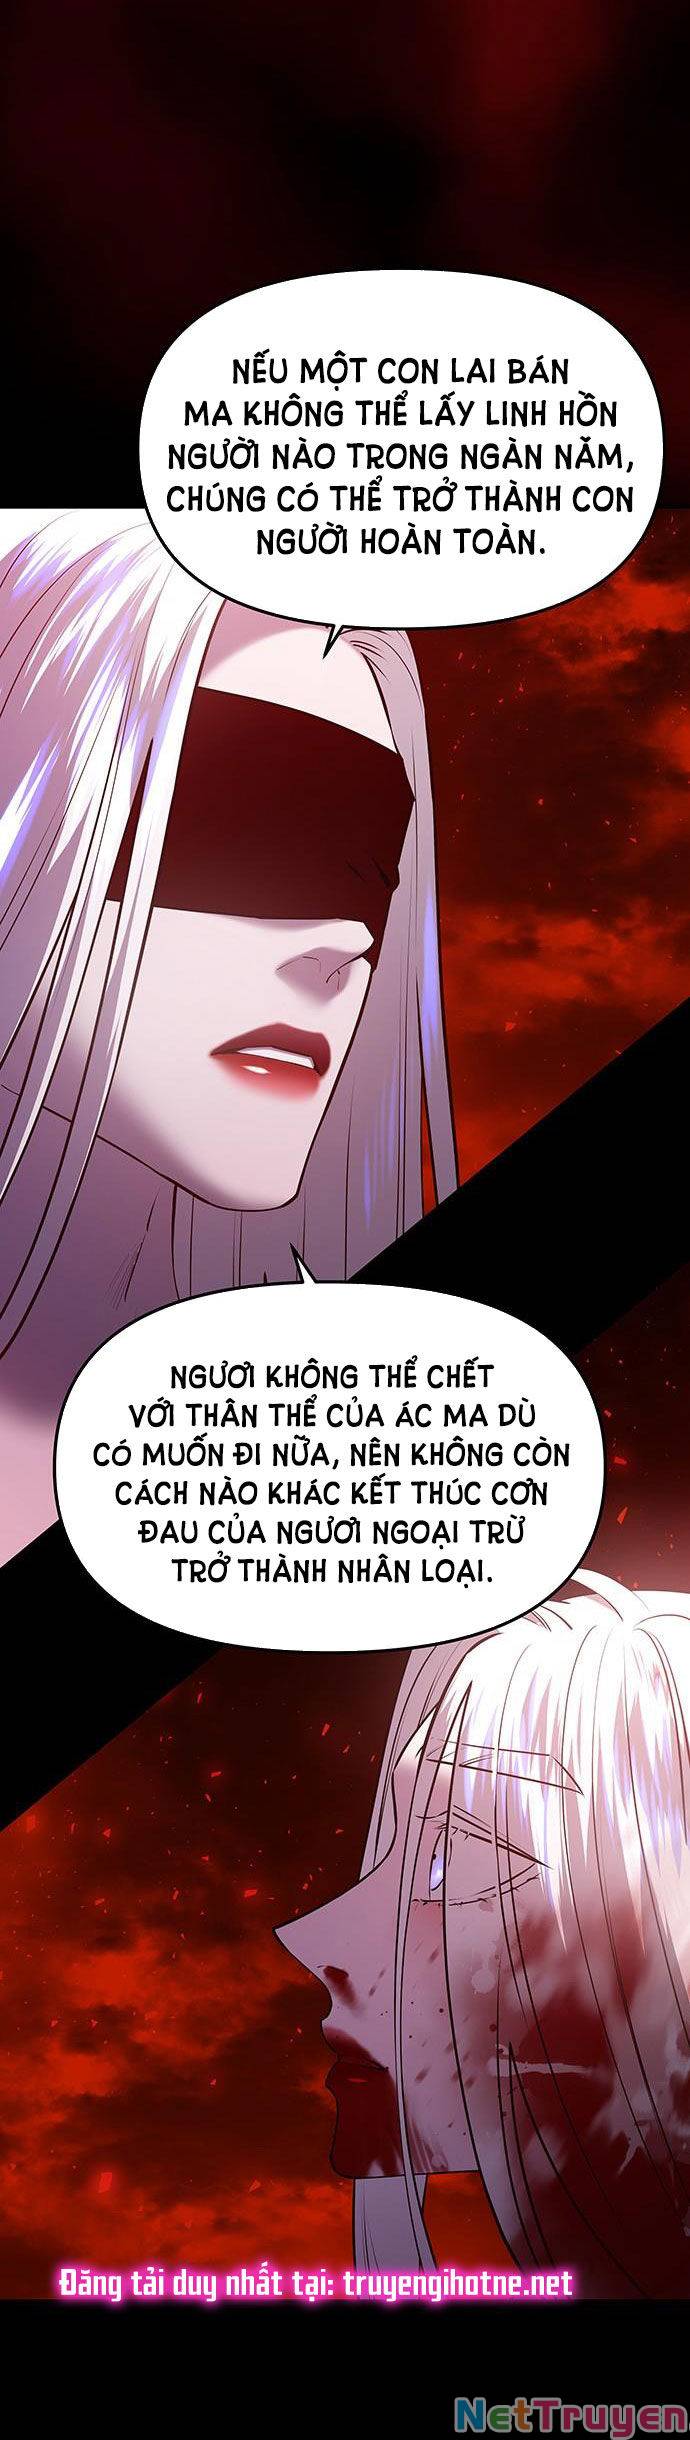 NẾU MỘT CON LAI BÁN
MA KHÔNG THỂ LẤY LINH HỒN
NGƯỜI NÀO TRONG NGÀN NĂM,
CHÚNG CÓ THỂ TRỞ THÀNH CON
NGƯỜI HOÀN TOÀN.
NGƯƠI KHÔNG THỂ CHẾT
VỚI THÂN THỂ CỦA ÁC MA DÙ
CÓ MUỐN ĐI NỮA, NÊN KHÔNG CÒN
CÁCH NÀO KHÁC KẾT THÚC CƠN
ĐAU CỦA NGƯƠI NGOẠI TRỪ
TRỞ THÀNH NHÂN LOẠI.
Đăng tải duy nhất tại: truyengihotne.net
NetTruyen